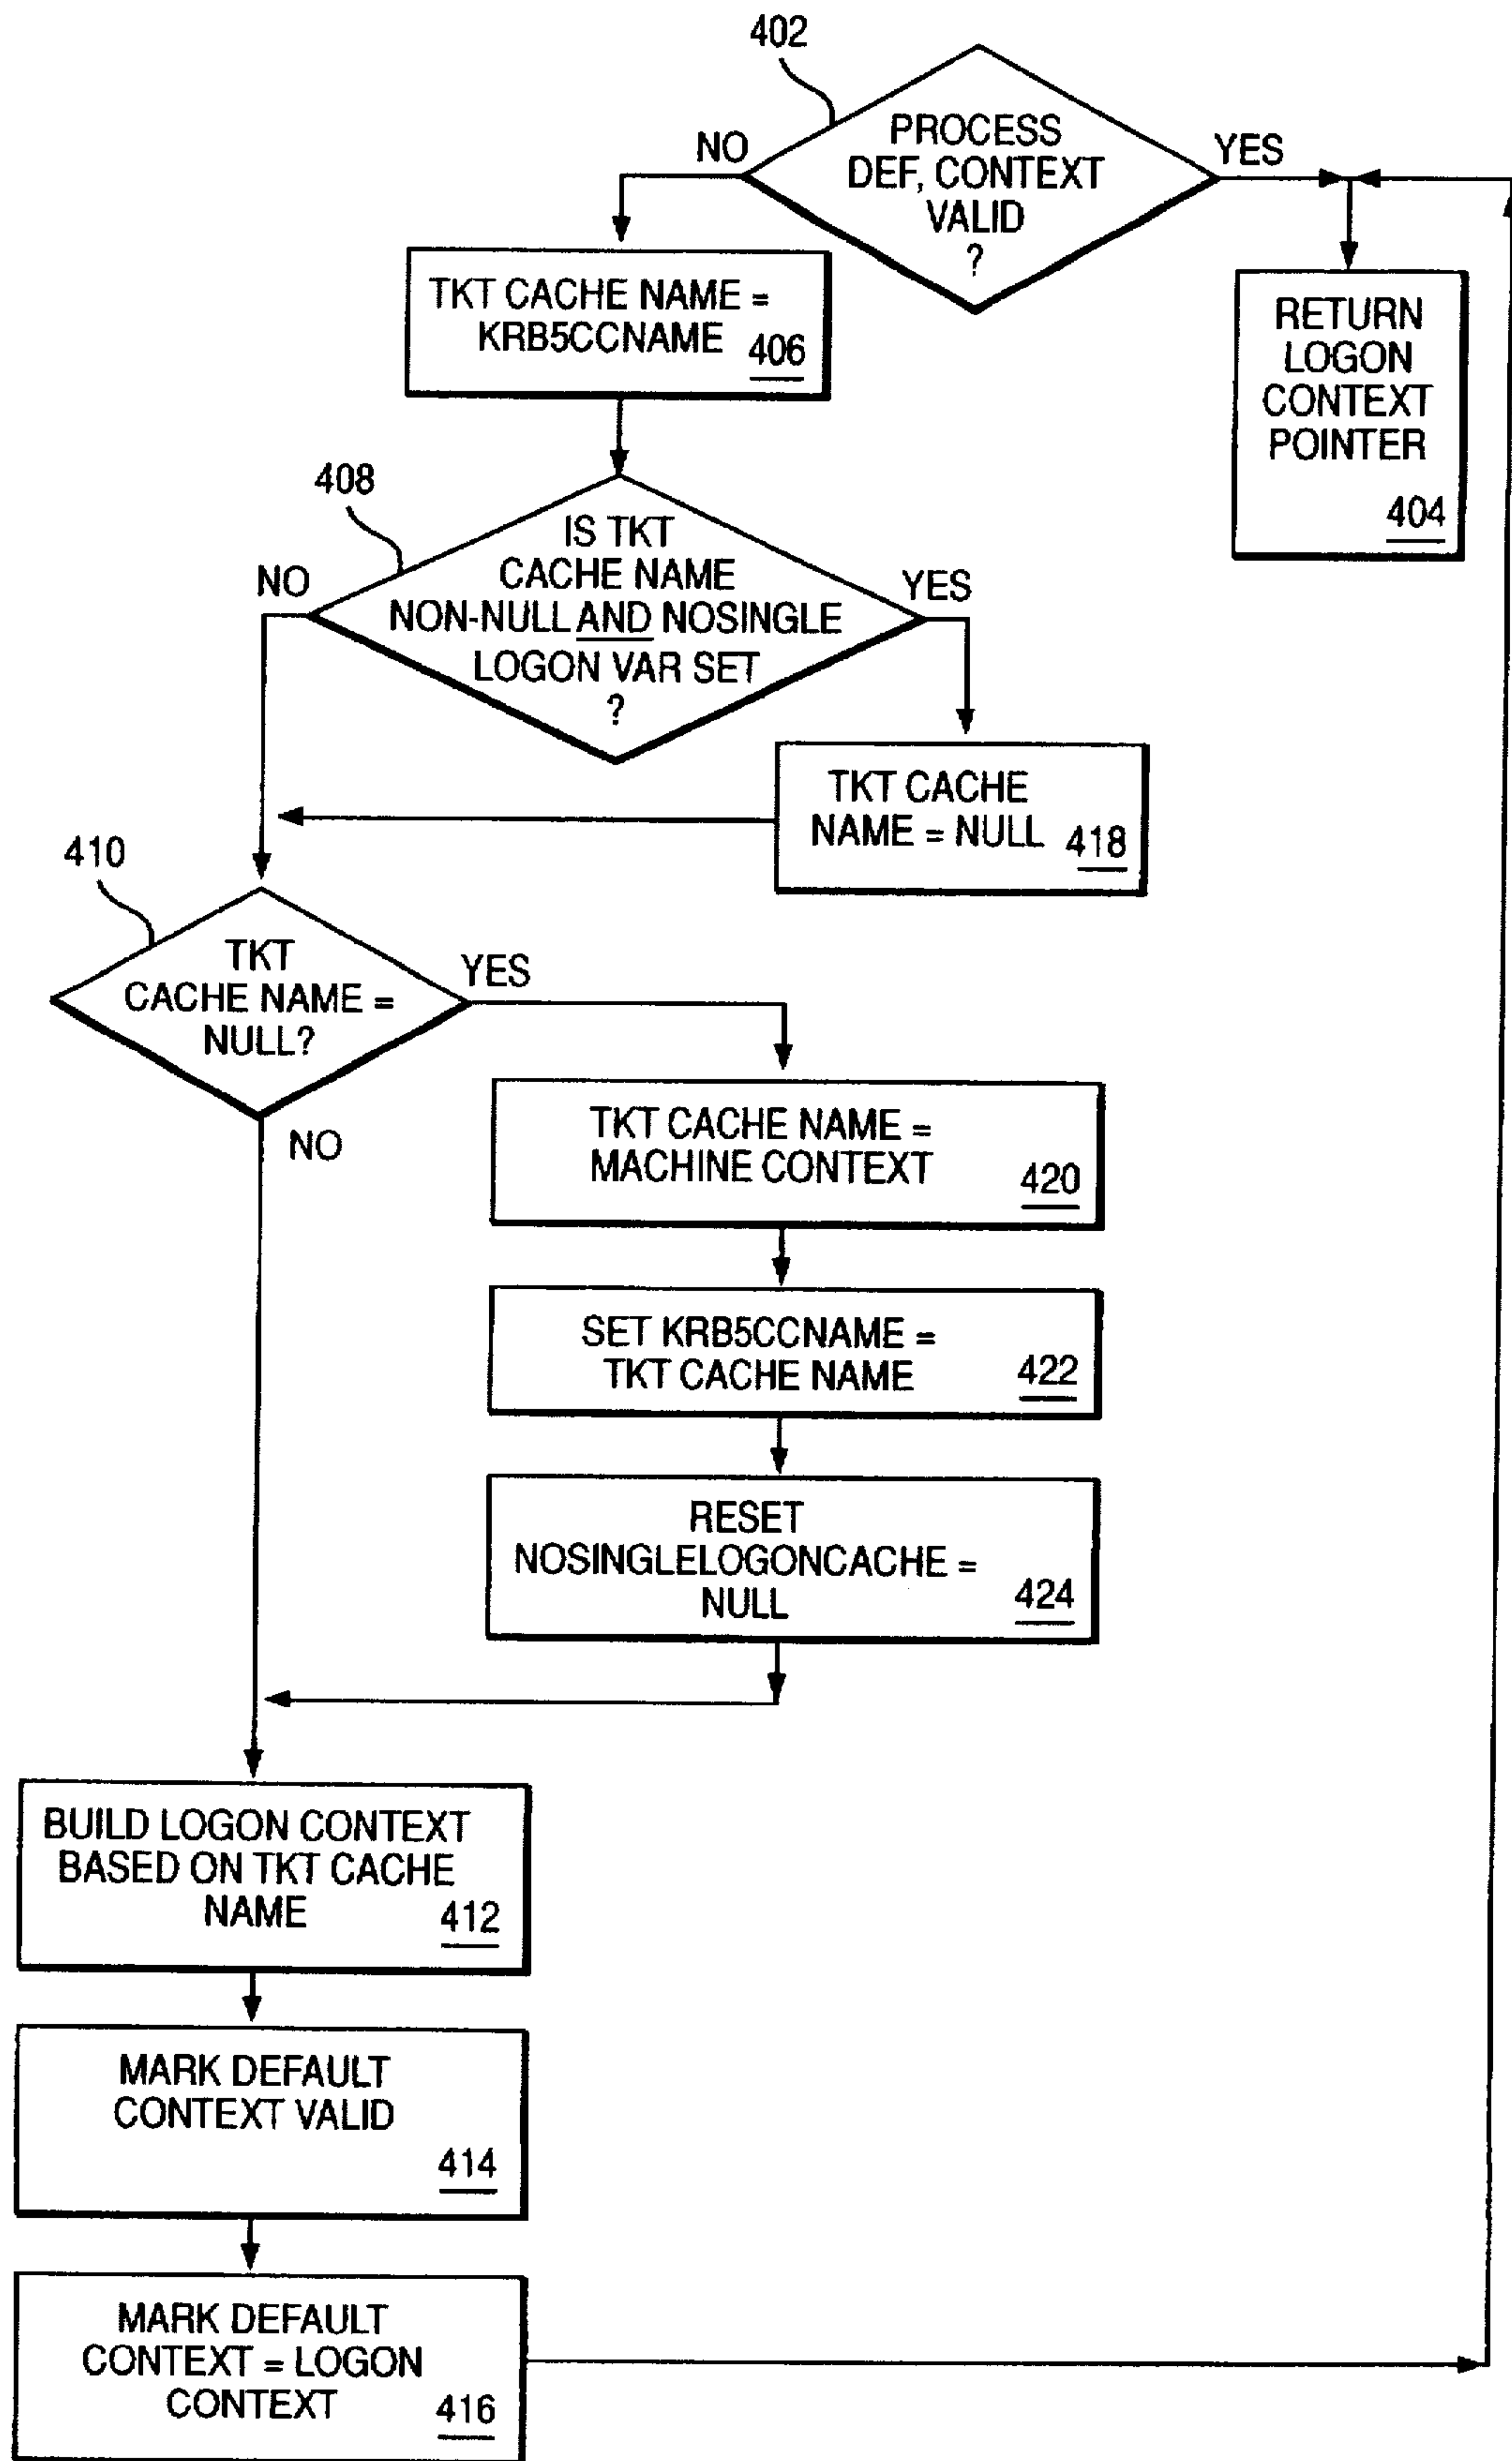 402
PROCESS
DEF, CONTEXT
VALID
?
NO
YES
TKT CACHE NAME =
KRB5CCNAME
406
RETURN
LOGON
CONTEXT
POINTER
404
408
IS TKT
CACHE NAME
NON-NULL AND NOSINGLE
LOGON VAR SET
?
NO
YES
TKT CACHE
NAME = NULL
418
410
TKT
CACHE NAME =
NULL?
YES
NO
TKT CACHE NAME =
MACHINE CONTEXT
420
SET KRB5CCNAME =
TKT CACHE NAME
422
RESET
NOSINGLELOGONCACHE =
NULL
424
BUILD LOGON CONTEXT
BASED ON TKT CACHE
NAME
412
MARK DEFAULT
CONTEXT VALID
414
MARK DEFAULT
CONTEXT = LOGON
CONTEXT
416